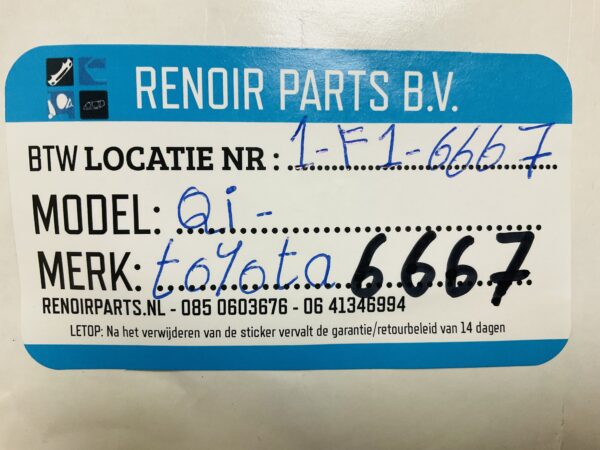 RENOIR PARTS B.V.
BTW LOCATIE NR : 1-F1-6667
MODEL: Qi -
MERK: toyota 6667
RENOIRPARTS.NL - 085 0603676 - 06 41346994
LETOP: Na het verwijderen van de sticker vervalt de garantie/retourbeleid van 14 dagen